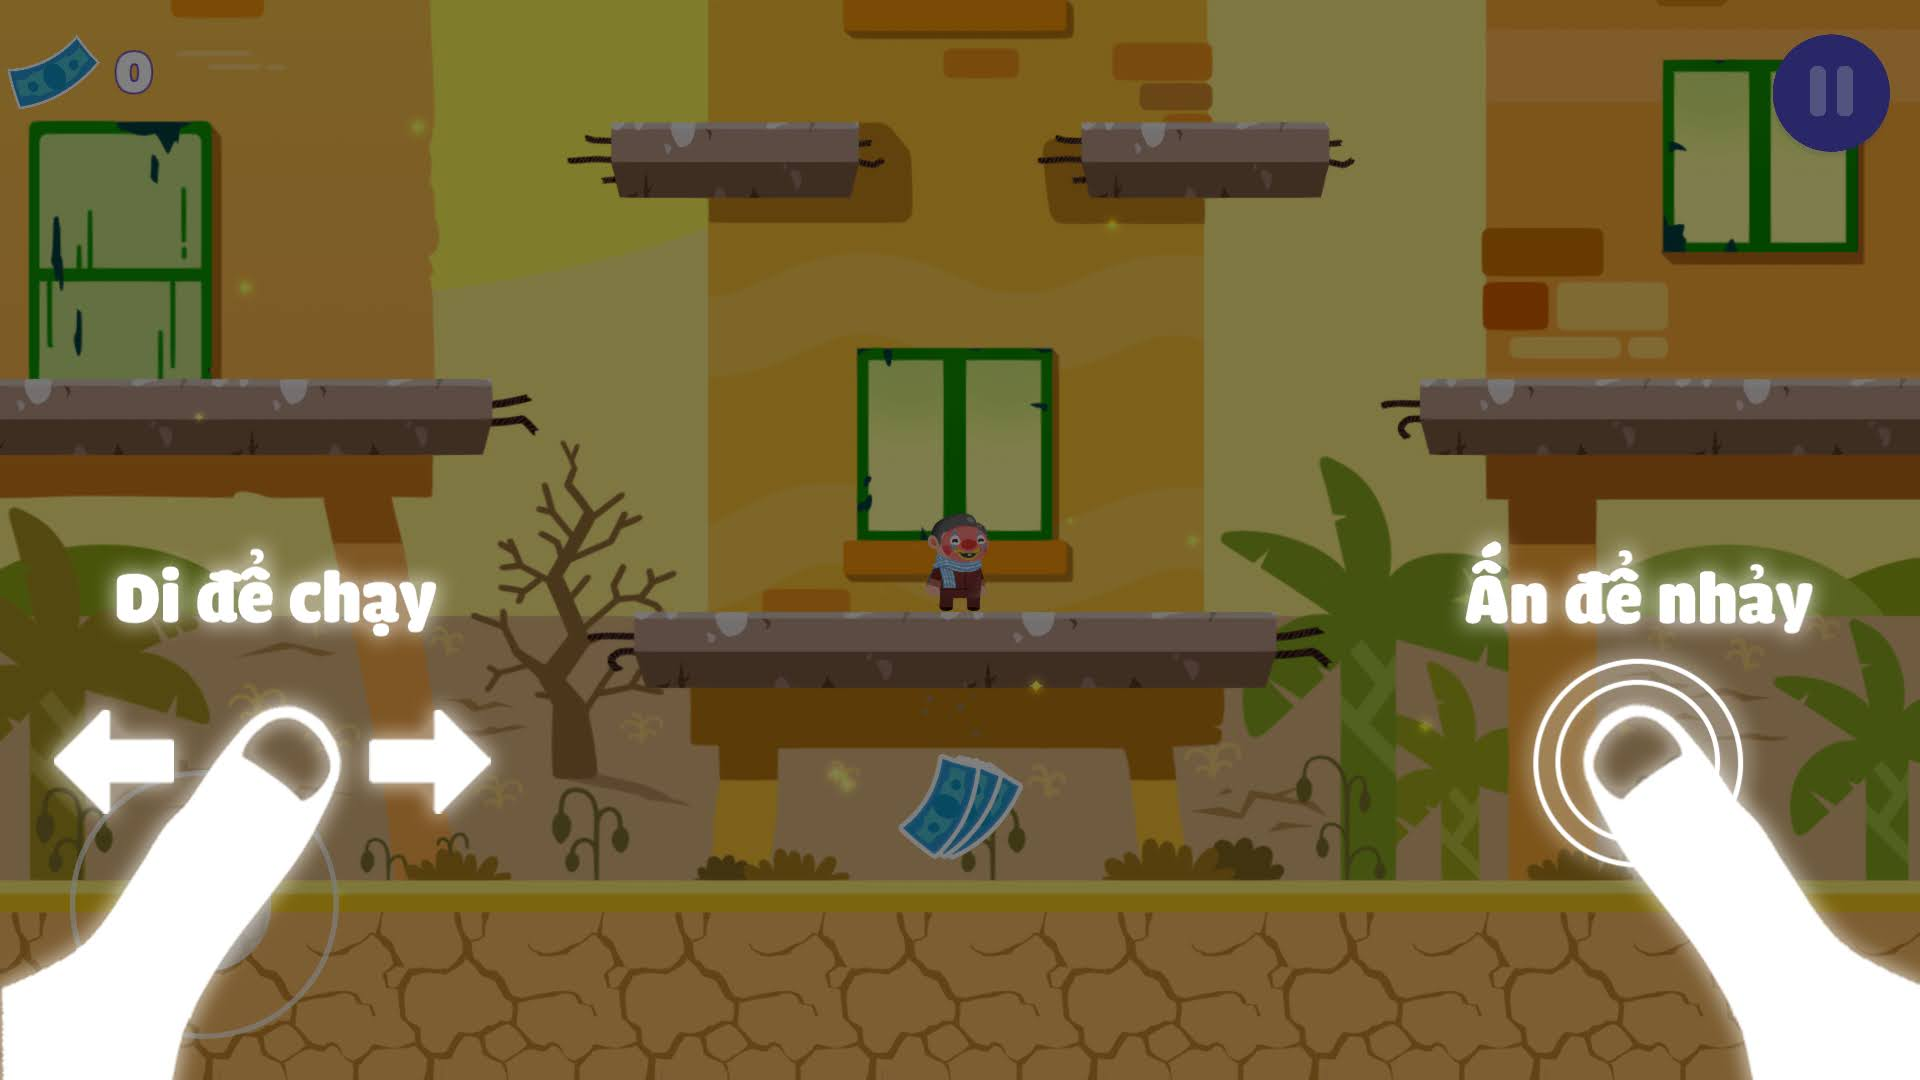 0
Di để chạy
Ấn để nhảy